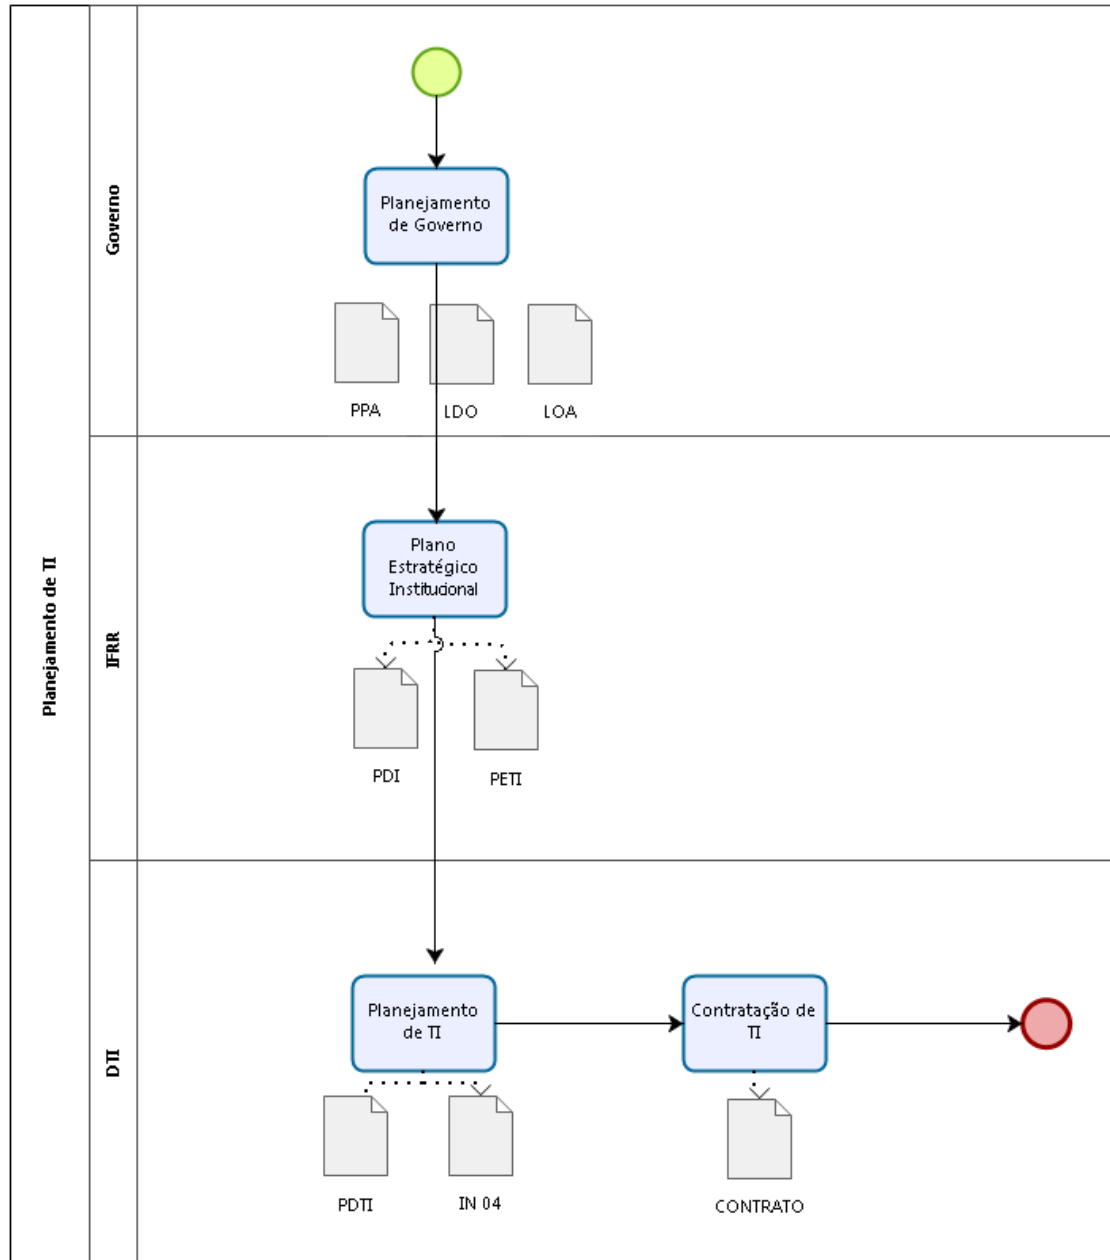 Planejamento de TI
Governo
Planejamento
de Governo
PPA
LDO
LOA
IFRR
Plano
Estratégico
Institucional
PDI
PETI
DTI
Planejamento
de TI
Contratação de
TI
PDTI
IN 04
CONTRATO